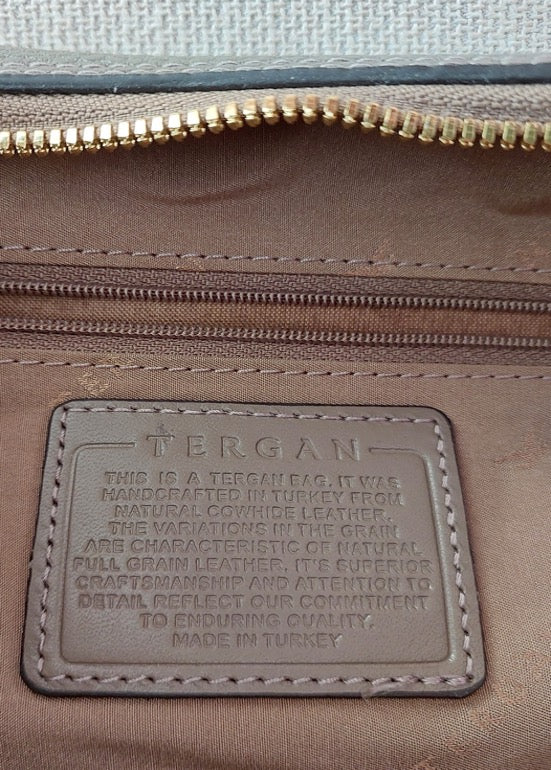 TERGAN
THIS IS A TERGAN BAG. IT WAS
HANDCRAFTED IN TURKEY FROM
NATURAL COWHIDE LEATHER.
THE VARIATIONS IN THE GRAIN
ARE CHARACTERISTIC OF NATURAL
FULL GRAIN LEATHER. IT'S SUPERIOR
CRAFTSMANSHIP AND ATTENTION TO
DETAIL REFLECT OUR COMMITMENT
TO ENDURING QUALITY.
MADE IN TURKEY